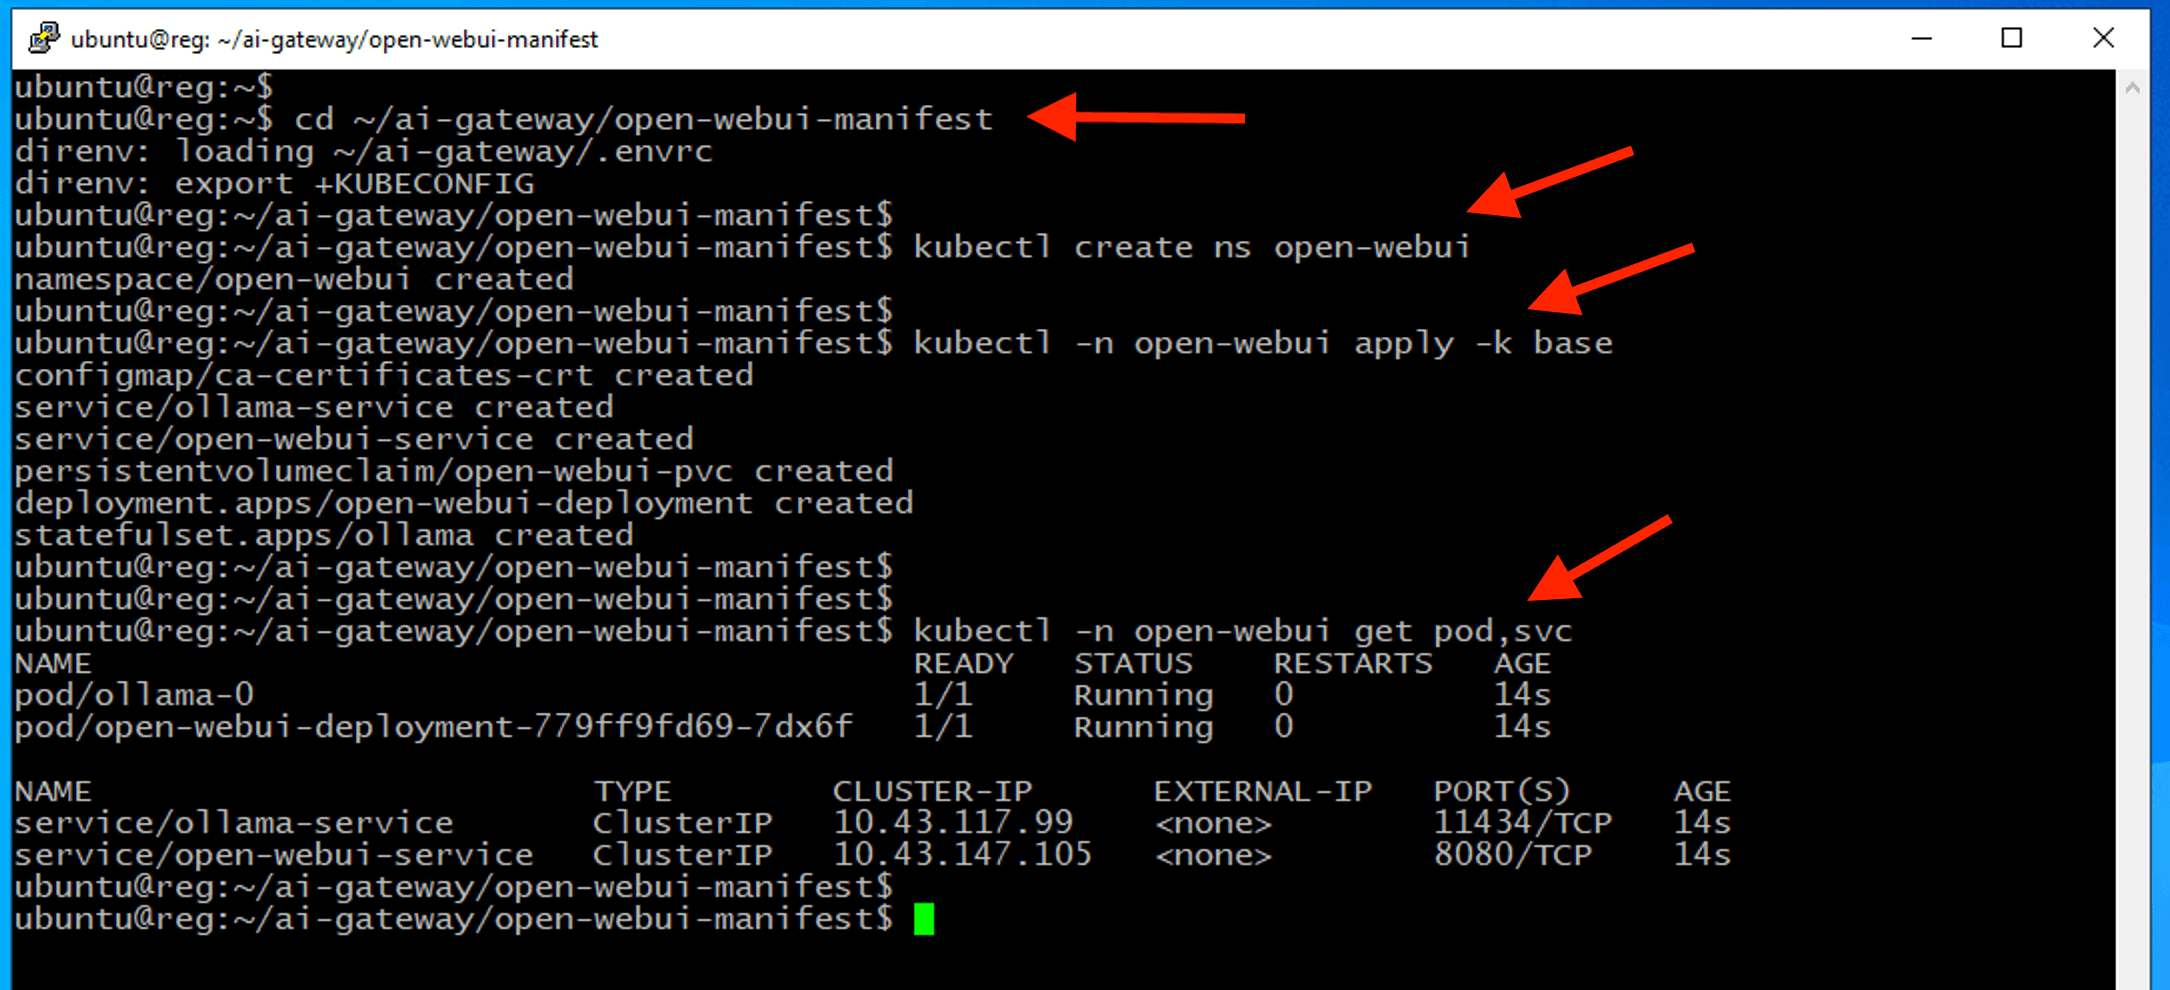 ubuntu@reg: ~/ai-gateway/open-webui-manifest
ubuntu@reg:~$
ubuntu@reg:~$ cd ~/ai-gateway/open-webui-manifest
direnv: loading ~/ai-gateway/.envrc
direnv: export +KUBECONFIG
ubuntu@reg:~/ai-gateway/open-webui-manifest$
ubuntu@reg:~/ai-gateway/open-webui-manifest$ kubectl create ns open-webui
namespace/open-webui created
ubuntu@reg:~/ai-gateway/open-webui-manifest$
ubuntu@reg:~/ai-gateway/open-webui-manifest$ kubectl -n open-webui apply -k base
configmap/ca-certificates-crt created
service/ollama-service created
service/open-webui-service created
persistentvolumeclaim/open-webui-pvc created
deployment.apps/open-webui-deployment created
statefulset.apps/ollama created
ubuntu@reg:~/ai-gateway/open-webui-manifest$
ubuntu@reg:~/ai-gateway/open-webui-manifest$
ubuntu@reg:~/ai-gateway/open-webui-manifest$ kubectl -n open-webui get pod,svc
NAME READY STATUS RESTARTS AGE
pod/ollama-0 1/1 Running 0 14s
pod/open-webui-deployment-779ff9fd69-7dx6f 1/1 Running 0 14s
NAME TYPE CLUSTER-IP EXTERNAL-IP PORT(S) AGE
service/ollama-service ClusterIP 10.43.117.99 <none> 11434/TCP 14s
service/open-webui-service ClusterIP 10.43.147.105 <none> 8080/TCP 14s
ubuntu@reg:~/ai-gateway/open-webui-manifest$
ubuntu@reg:~/ai-gateway/open-webui-manifest$